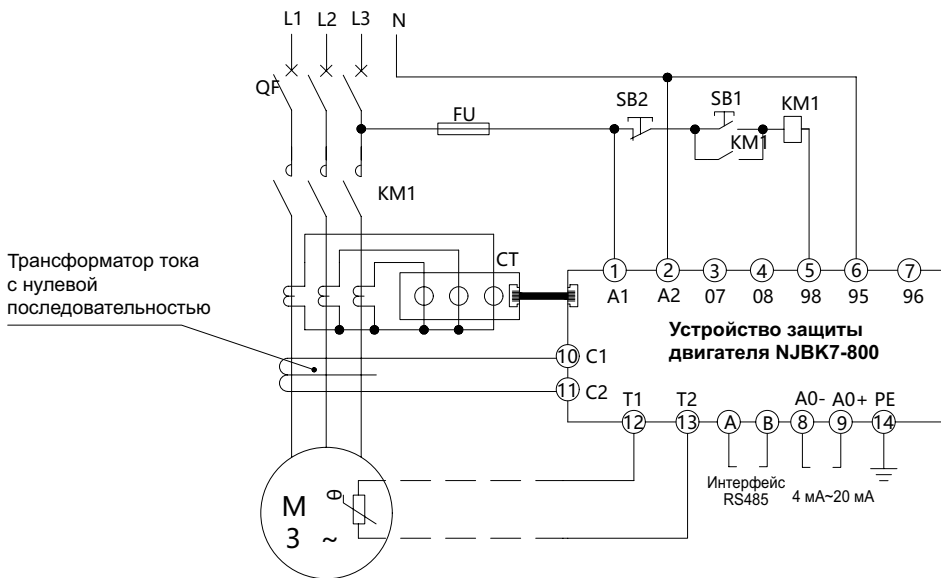 L1 L2 L3 N
QF
FU
SB2
SB1
KM1
KM1
KM1
CT
Трансформатор тока
с нулевой
последовательностью
1 2 3 4 5 6 7
A1 A2 07 08 98 95 96
Устройство защиты
двигателя NJBK7-800
10 C1
11 C2
T1 T2 A0- A0+ PE
12 13 A B 8 9 14
Интерфейс
RS485
4 мА~20 мА
θ
M
3 ~